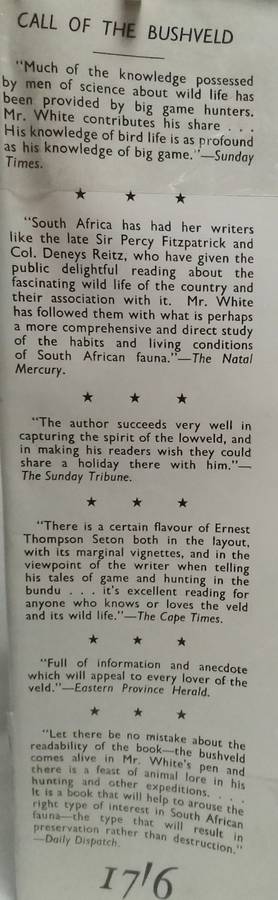 CALL OF THE BUSHVELD
"Much of the knowledge possessed
by men of science about wild life has
been provided by big game hunters.
Mr. White contributes his share . . .
His knowledge of bird life is as profound
as his knowledge of big game."—Sunday
Times.
★ ★ ★
"South Africa has had her writers
like the late Sir Percy Fitzpatrick and
Col. Deneys Reitz, who have given the
public delightful reading about the
fascinating wild life of the country and
their association with it. Mr. White
has followed them with what is perhaps
a more comprehensive and direct study
of the habits and living conditions
of South African fauna."—The Natal
Mercury.
★ ★ ★
"The author succeeds very well in
capturing the spirit of the lowveld, and
in making his readers wish they could
share a holiday there with him."—
The Sunday Tribune.
★ ★ ★
"There is a certain flavour of Ernest
Thompson Seton both in the layout,
with its marginal vignettes, and in the
viewpoint of the writer when telling
his tales of game and hunting in the
bundu . . . it's excellent reading for
anyone who knows or loves the veld
and its wild life."—The Cape Times.
★ ★ ★
"Full of information and anecdote
which will appeal to every lover of the
veld."—Eastern Province Herald.
★ ★ ★
"Let there be no mistake about the
readability of the book—the bushveld
comes alive in Mr. White's pen and
there is a feast of animal lore in his
hunting and other expeditions. . . .
It is a book that will help to arouse the
right type of interest in South African
fauna—the type that will result in
preservation rather than destruction."
—Daily Dispatch.
17/6